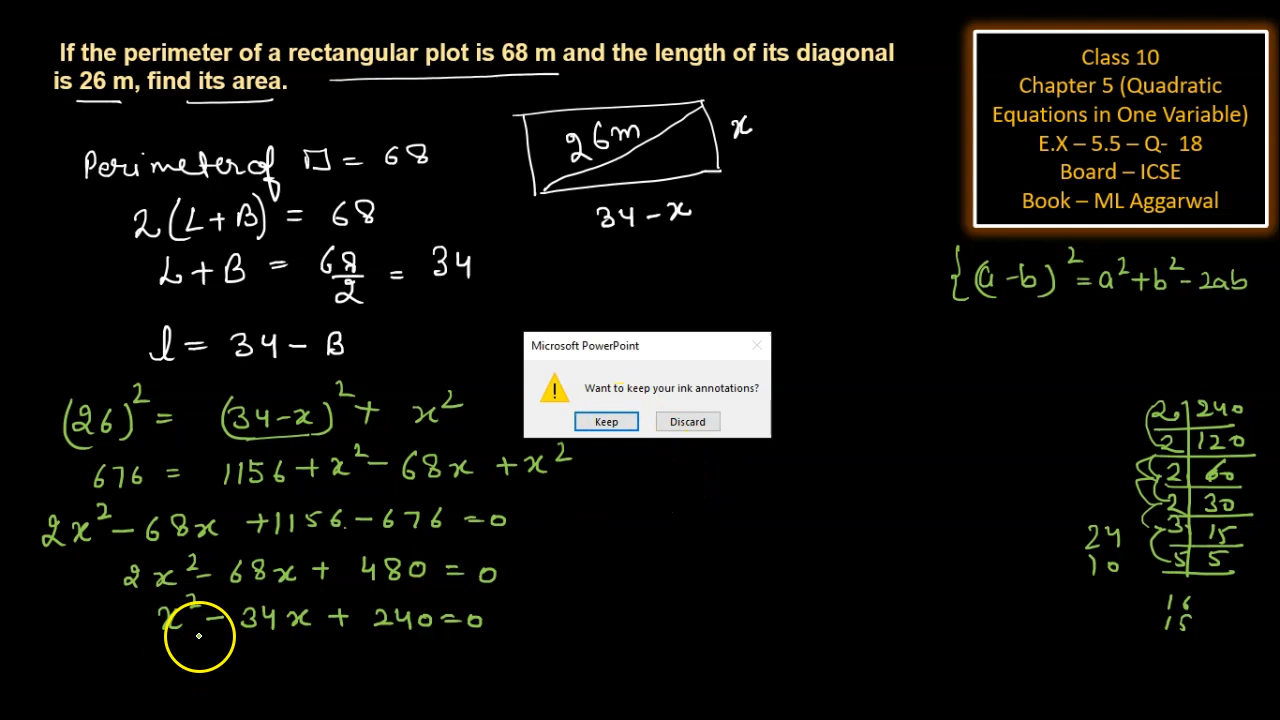 If the perimeter of a rectangular plot is 68 m and the length of its diagonal
is 26 m, find its area.
Class 10
Chapter 5 (Quadratic
Equations in One Variable)
E.X – 5.5 – Q- 18
Board – ICSE
Book – ML Aggarwal
Perimeter of □ = 68
26m
x
34 - x
2(L+B) = 68
L + B = 68/2 = 34
l = 34 - B
{(a - b)² = a² + b² - 2ab
Microsoft PowerPoint
Want to keep your ink annotations?
Keep
Discard
(26)² = (34 - x)² + x²
676 = 1156 + x² - 68x + x²
2x² - 68x + 1156 - 676 = 0
2x² - 68x + 480 = 0
x² - 34x + 240 = 0
2 | 240
2 | 120
2 | 60
2 | 30
3 | 15
5 | 5
24
10
16
15